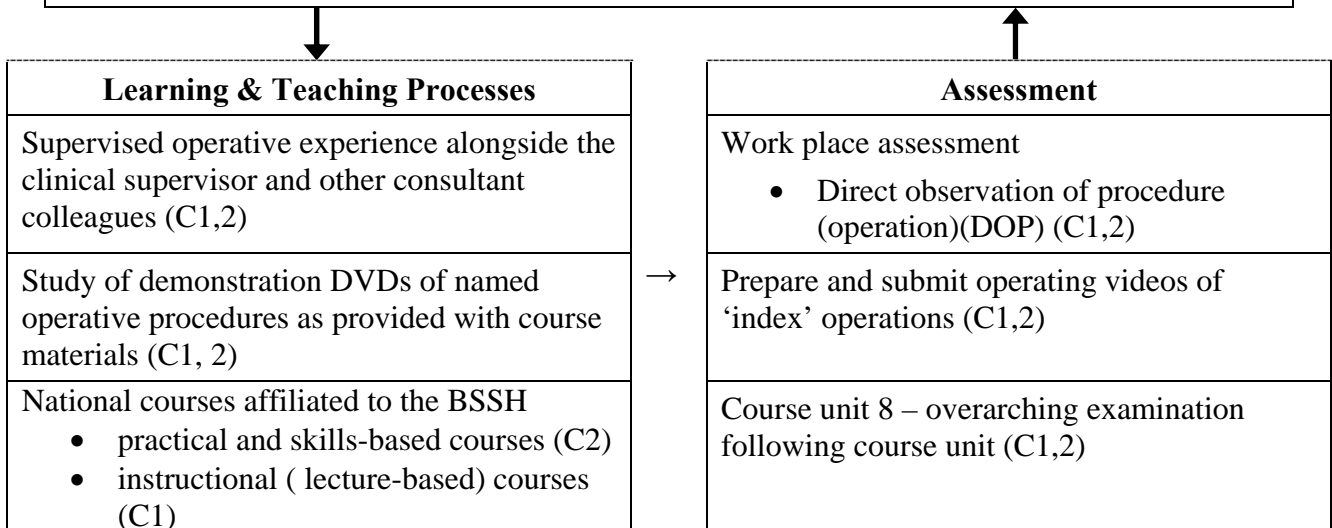 Learning & Teaching Processes
Supervised operative experience alongside the
clinical supervisor and other consultant
colleagues (C1,2)
Study of demonstration DVDs of named
operative procedures as provided with course
materials (C1, 2)
National courses affiliated to the BSSH
• practical and skills-based courses (C2)
• instructional ( lecture-based) courses
(C1)
→
Assessment
Work place assessment
• Direct observation of procedure
(operation)(DOP) (C1,2)
Prepare and submit operating videos of
‘index’ operations (C1,2)
Course unit 8 – overarching examination
following course unit (C1,2)